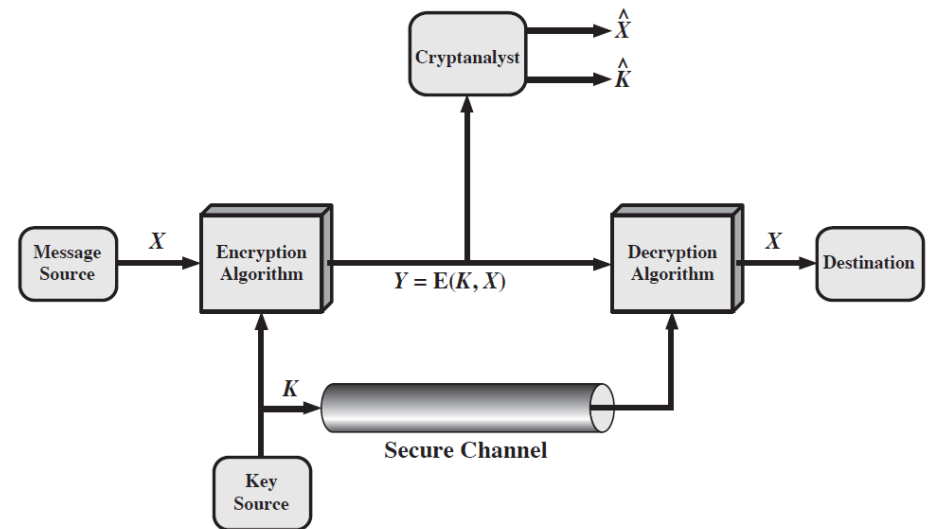 X̂
Cryptanalyst
K̂
Message
Source
X
Encryption
Algorithm
Y = E(K, X)
Decryption
Algorithm
X
Destination
K
Secure Channel
Key
Source